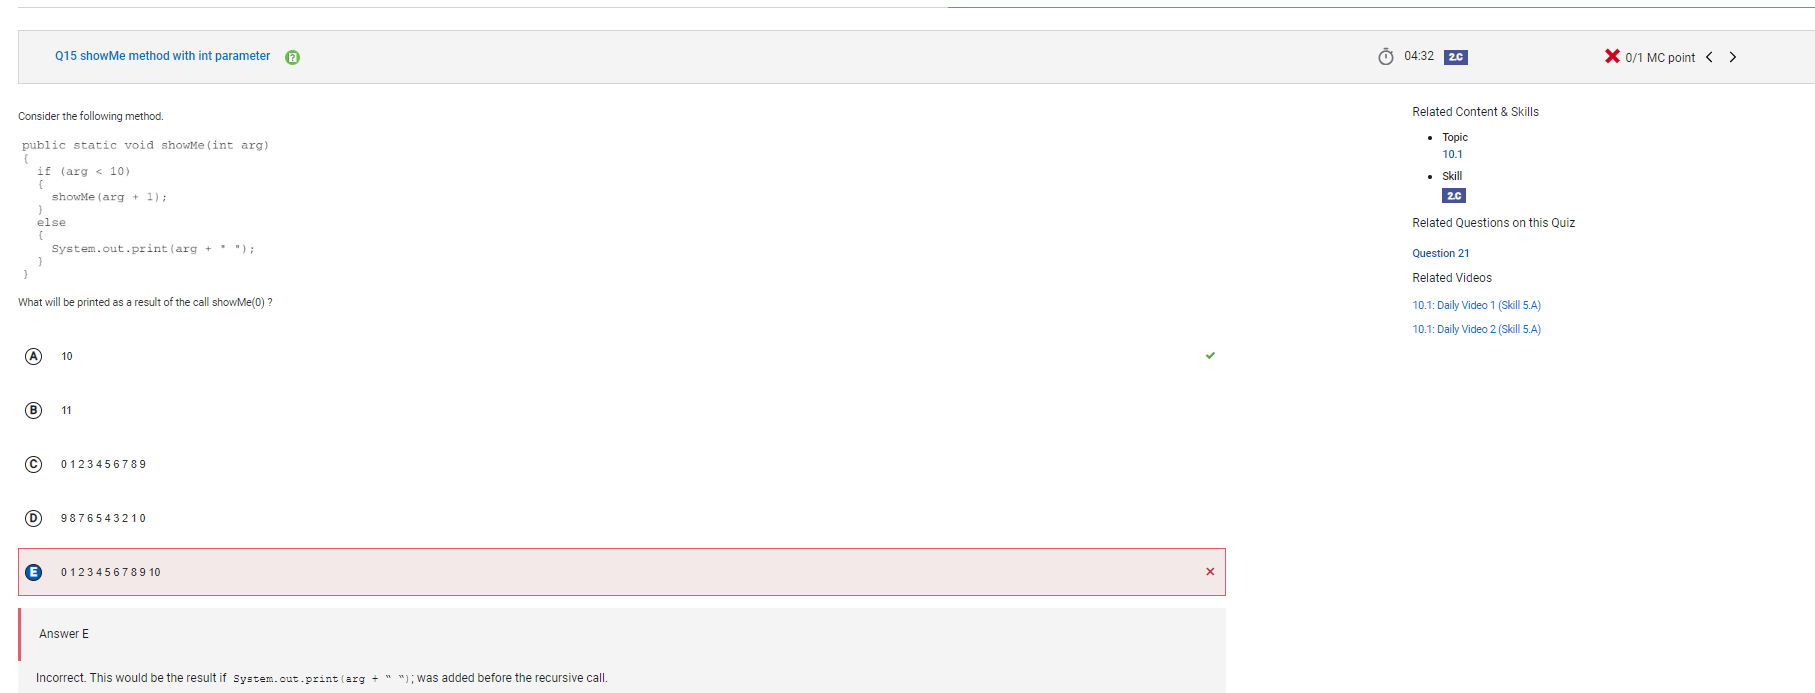 Q15 showMe method with int parameter
04:32 2.C
0/1 MC point
Consider the following method.
public static void showMe(int arg)
{
if (arg < 10)
{
showMe(arg + 1);
}
else
{
System.out.print(arg + " ");
}
}
What will be printed as a result of the call showMe(0) ?
A 10
B 11
C 0 1 2 3 4 5 6 7 8 9
D 9 8 7 6 5 4 3 2 1 0
E 0 1 2 3 4 5 6 7 8 9 10
Answer E
Incorrect. This would be the result if System.out.print(arg + “ “); was added before the recursive call.
Related Content & Skills
• Topic
10.1
• Skill
2.C
Related Questions on this Quiz
Question 21
Related Videos
10.1: Daily Video 1 (Skill 5.A)
10.1: Daily Video 2 (Skill 5.A)